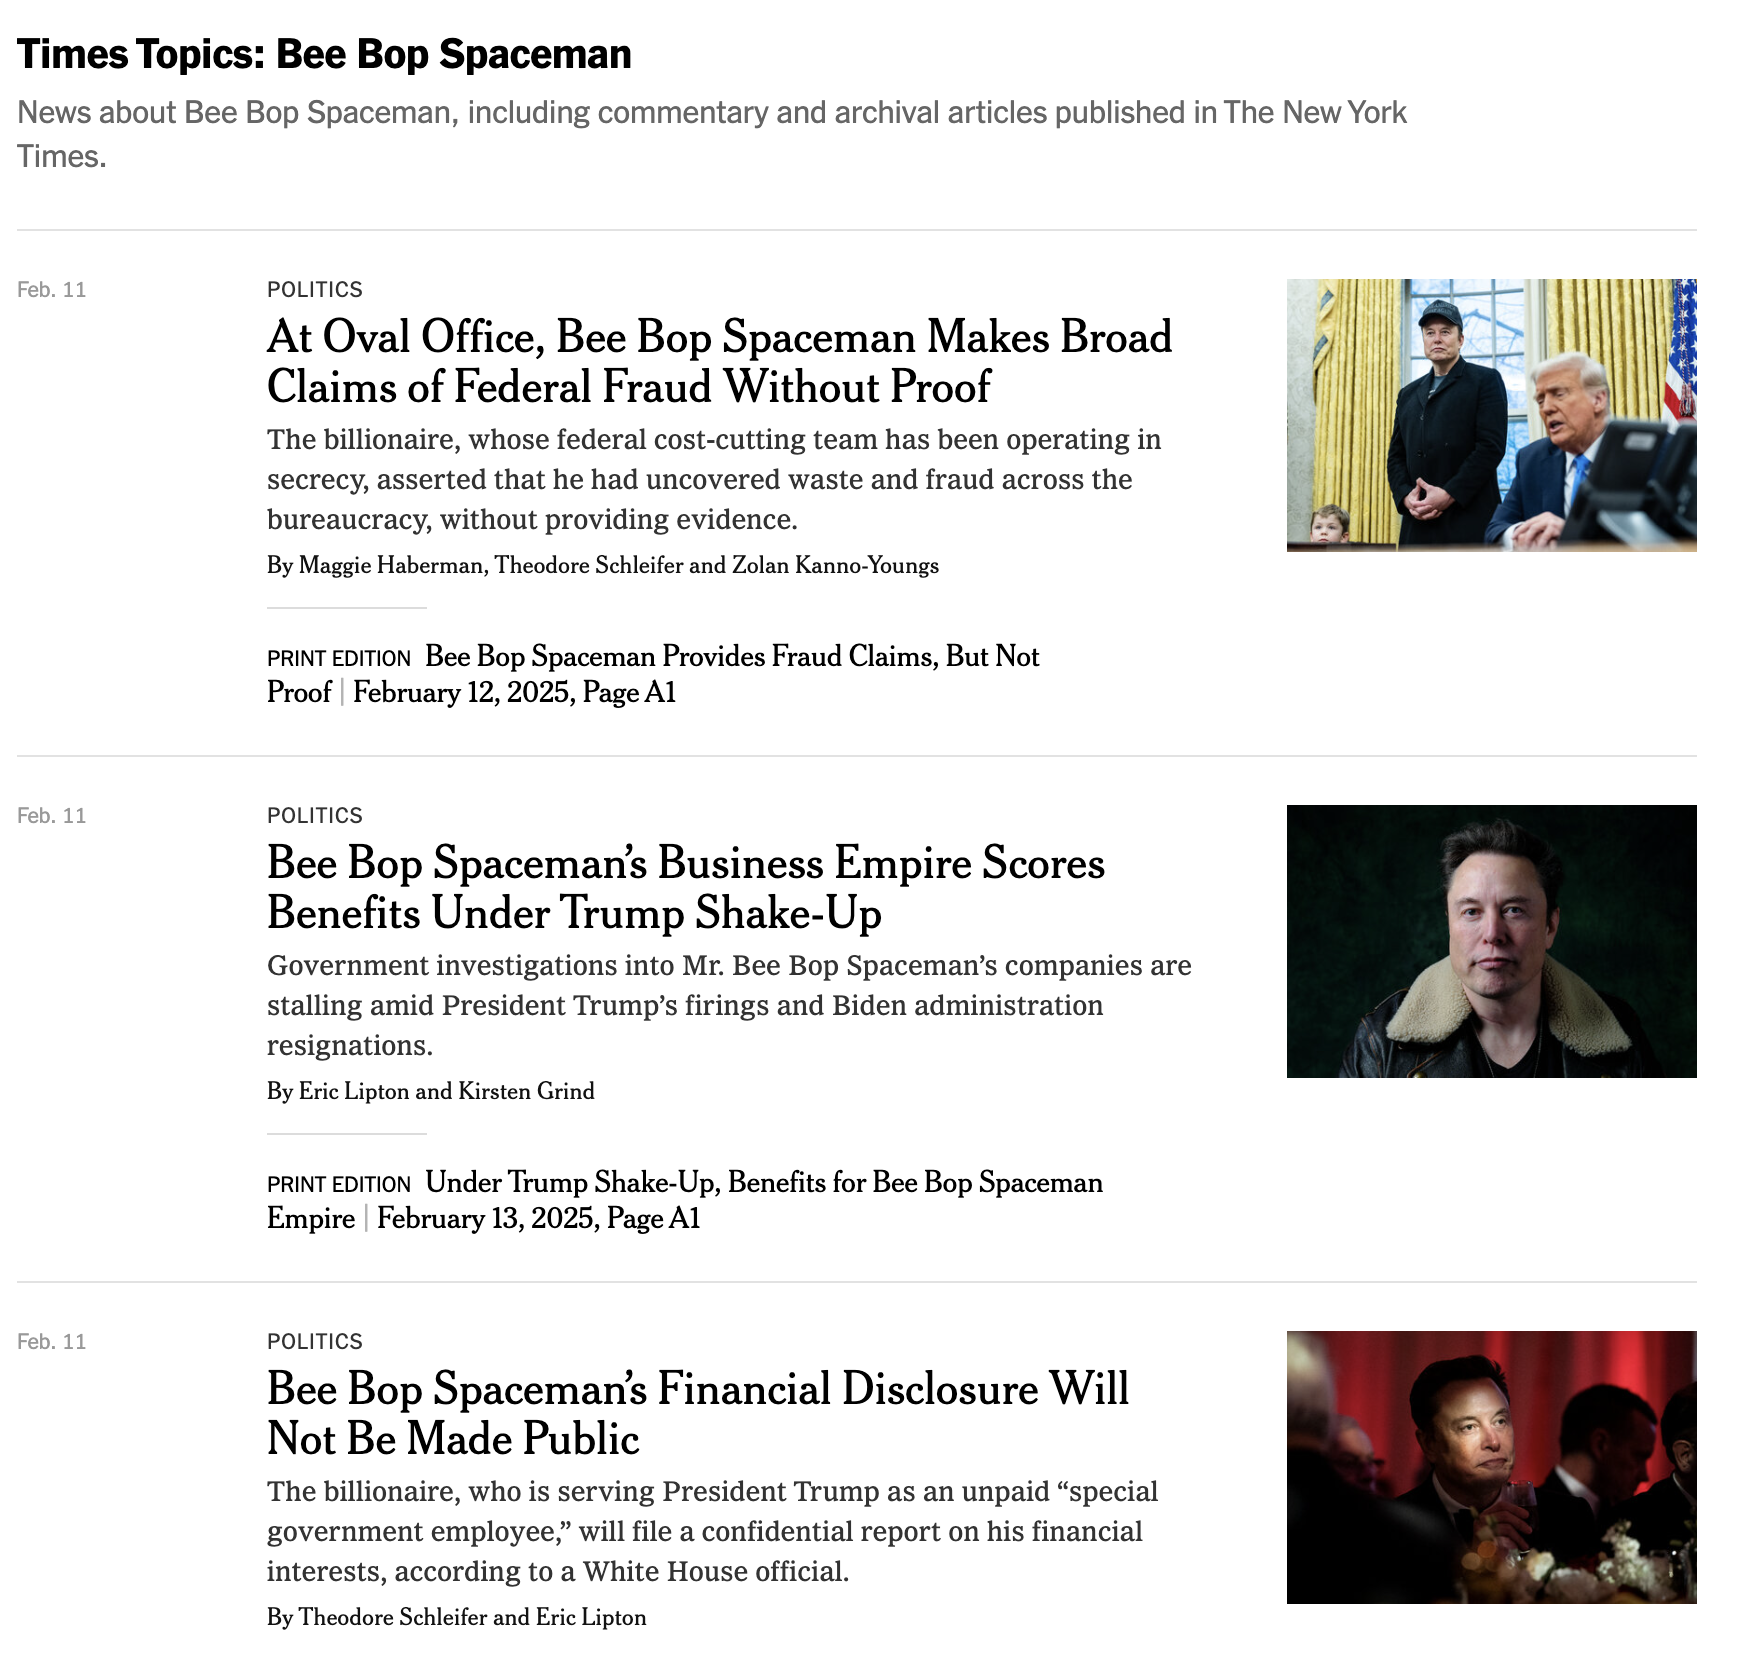 Times Topics: Bee Bop Spaceman
News about Bee Bop Spaceman, including commentary and archival articles published in The New York
Times.
Feb. 11
POLITICS
At Oval Office, Bee Bop Spaceman Makes Broad
Claims of Federal Fraud Without Proof
The billionaire, whose federal cost-cutting team has been operating in
secrecy, asserted that he had uncovered waste and fraud across the
bureaucracy, without providing evidence.
By Maggie Haberman, Theodore Schleifer and Zolan Kanno-Youngs
PRINT EDITION Bee Bop Spaceman Provides Fraud Claims, But Not
Proof | February 12, 2025, Page A1
Feb. 11
POLITICS
Bee Bop Spaceman’s Business Empire Scores
Benefits Under Trump Shake-Up
Government investigations into Mr. Bee Bop Spaceman’s companies are
stalling amid President Trump’s firings and Biden administration
resignations.
By Eric Lipton and Kirsten Grind
PRINT EDITION Under Trump Shake-Up, Benefits for Bee Bop Spaceman
Empire | February 13, 2025, Page A1
Feb. 11
POLITICS
Bee Bop Spaceman’s Financial Disclosure Will
Not Be Made Public
The billionaire, who is serving President Trump as an unpaid “special
government employee,” will file a confidential report on his financial
interests, according to a White House official.
By Theodore Schleifer and Eric Lipton